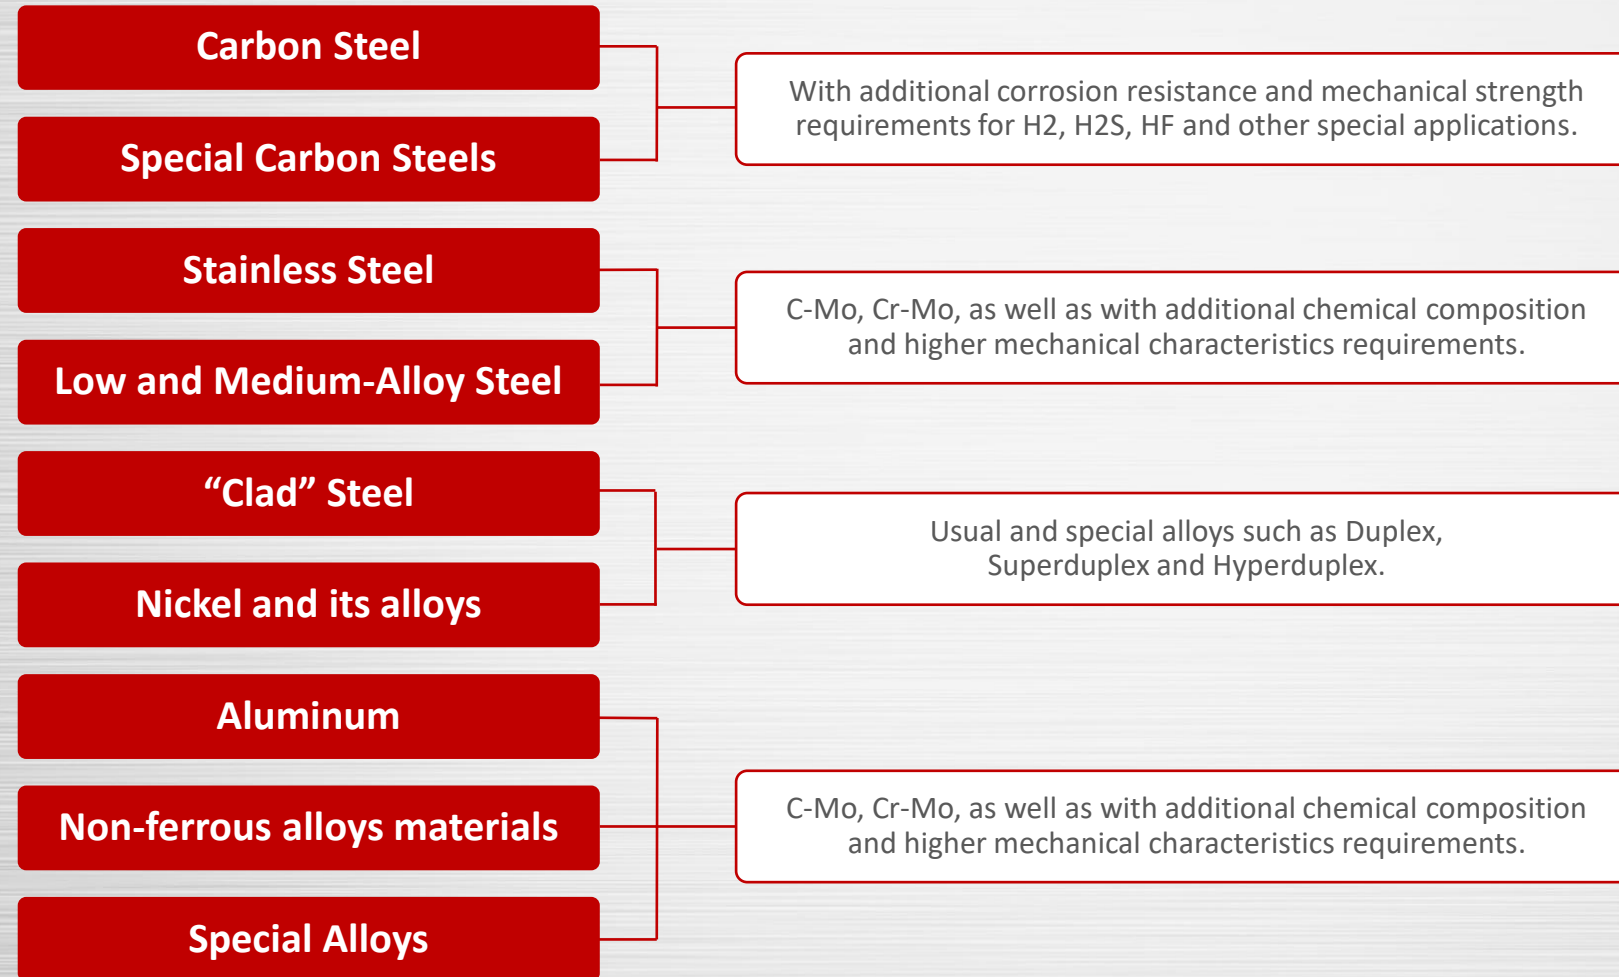 Carbon Steel
Special Carbon Steels
With additional corrosion resistance and mechanical strength
requirements for H2, H2S, HF and other special applications.
Stainless Steel
Low and Medium-Alloy Steel
C-Mo, Cr-Mo, as well as with additional chemical composition
and higher mechanical characteristics requirements.
“Clad” Steel
Nickel and its alloys
Usual and special alloys such as Duplex,
Superduplex and Hyperduplex.
Aluminum
Non-ferrous alloys materials
Special Alloys
C-Mo, Cr-Mo, as well as with additional chemical composition
and higher mechanical characteristics requirements.